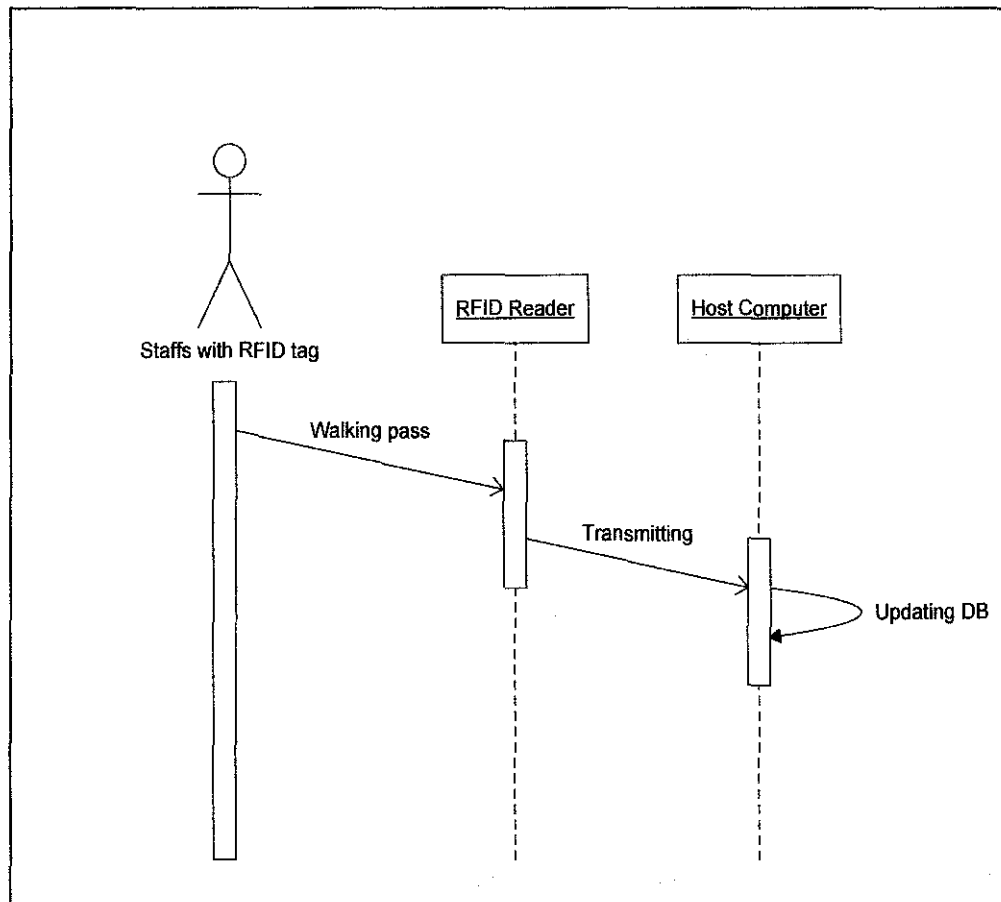 RFID Reader
Host Computer
Staffs with RFID tag
Walking pass
Transmitting
Updating DB